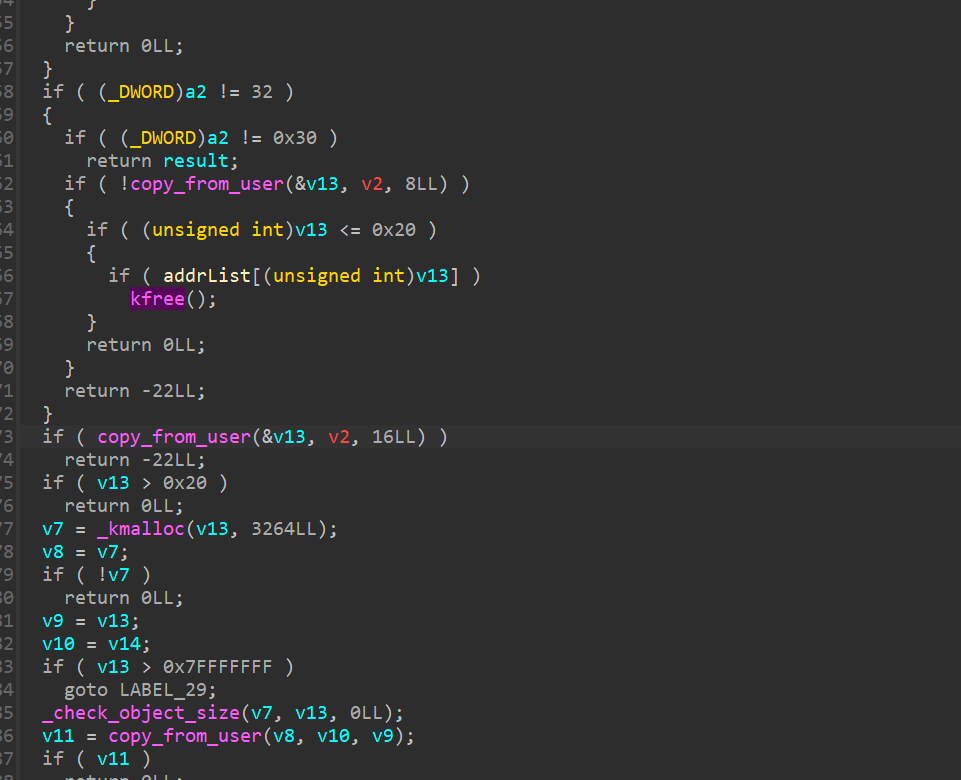 55 }
56 return 0LL;
57 }
58 if ( (_DWORD)a2 != 32 )
59 {
60 if ( (_DWORD)a2 != 0x30 )
61 return result;
62 if ( !copy_from_user(&v13, v2, 8LL) )
63 {
64 if ( (unsigned int)v13 <= 0x20 )
65 {
66 if ( addrList[(unsigned int)v13] )
67 kfree();
68 }
69 return 0LL;
70 }
71 return -22LL;
72 }
73 if ( copy_from_user(&v13, v2, 16LL) )
74 return -22LL;
75 if ( v13 > 0x20 )
76 return 0LL;
77 v7 = _kmalloc(v13, 3264LL);
78 v8 = v7;
79 if ( !v7 )
80 return 0LL;
81 v9 = v13;
82 v10 = v14;
83 if ( v13 > 0x7FFFFFFF )
84 goto LABEL_29;
85 _check_object_size(v7, v13, 0LL);
86 v11 = copy_from_user(v8, v10, v9);
87 if ( v11 )